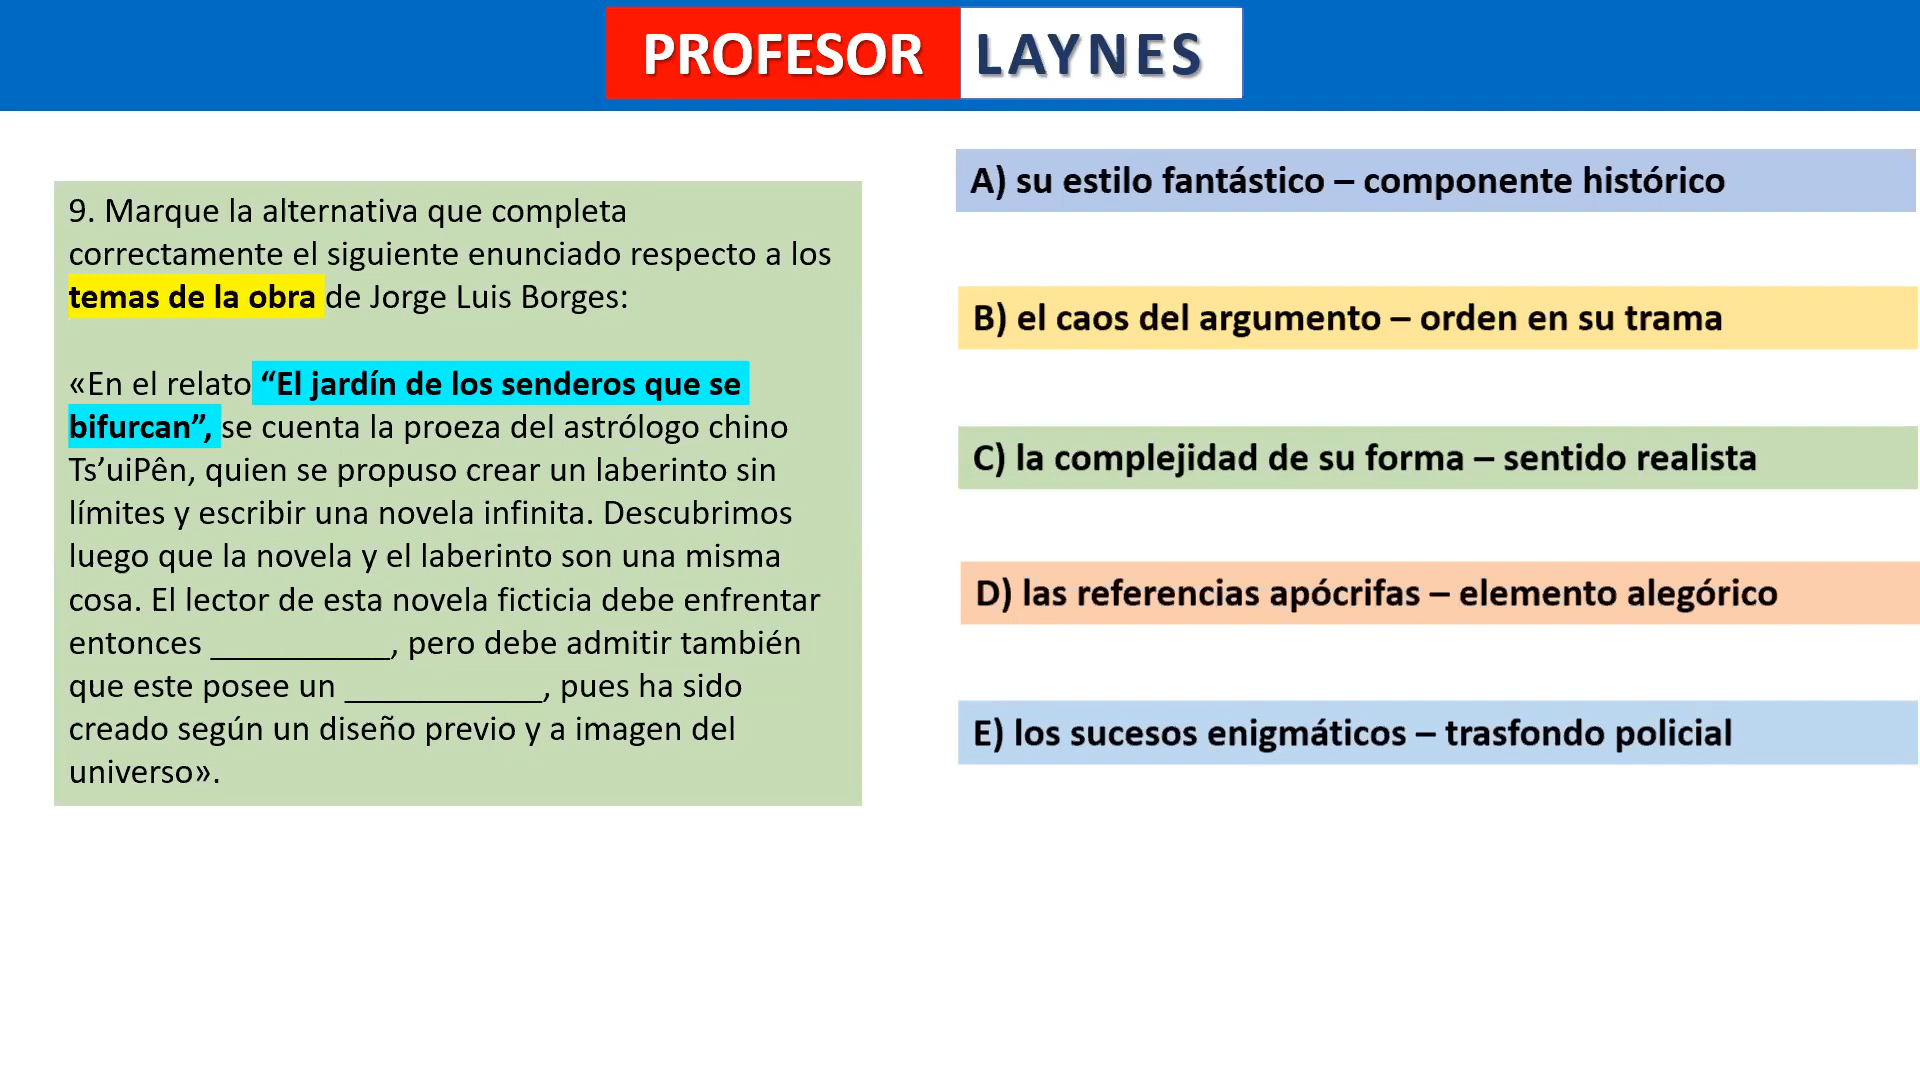 PROFESOR LAYNES
9. Marque la alternativa que completa
correctamente el siguiente enunciado respecto a los
temas de la obra de Jorge Luis Borges:
«En el relato “El jardín de los senderos que se
bifurcan”, se cuenta la proeza del astrólogo chino
Ts’uiPên, quien se propuso crear un laberinto sin
límites y escribir una novela infinita. Descubrimos
luego que la novela y el laberinto son una misma
cosa. El lector de esta novela ficticia debe enfrentar
entonces __________, pero debe admitir también
que este posee un ___________, pues ha sido
creado según un diseño previo y a imagen del
universo».
A) su estilo fantástico – componente histórico
B) el caos del argumento – orden en su trama
C) la complejidad de su forma – sentido realista
D) las referencias apócrifas – elemento alegórico
E) los sucesos enigmáticos – trasfondo policial